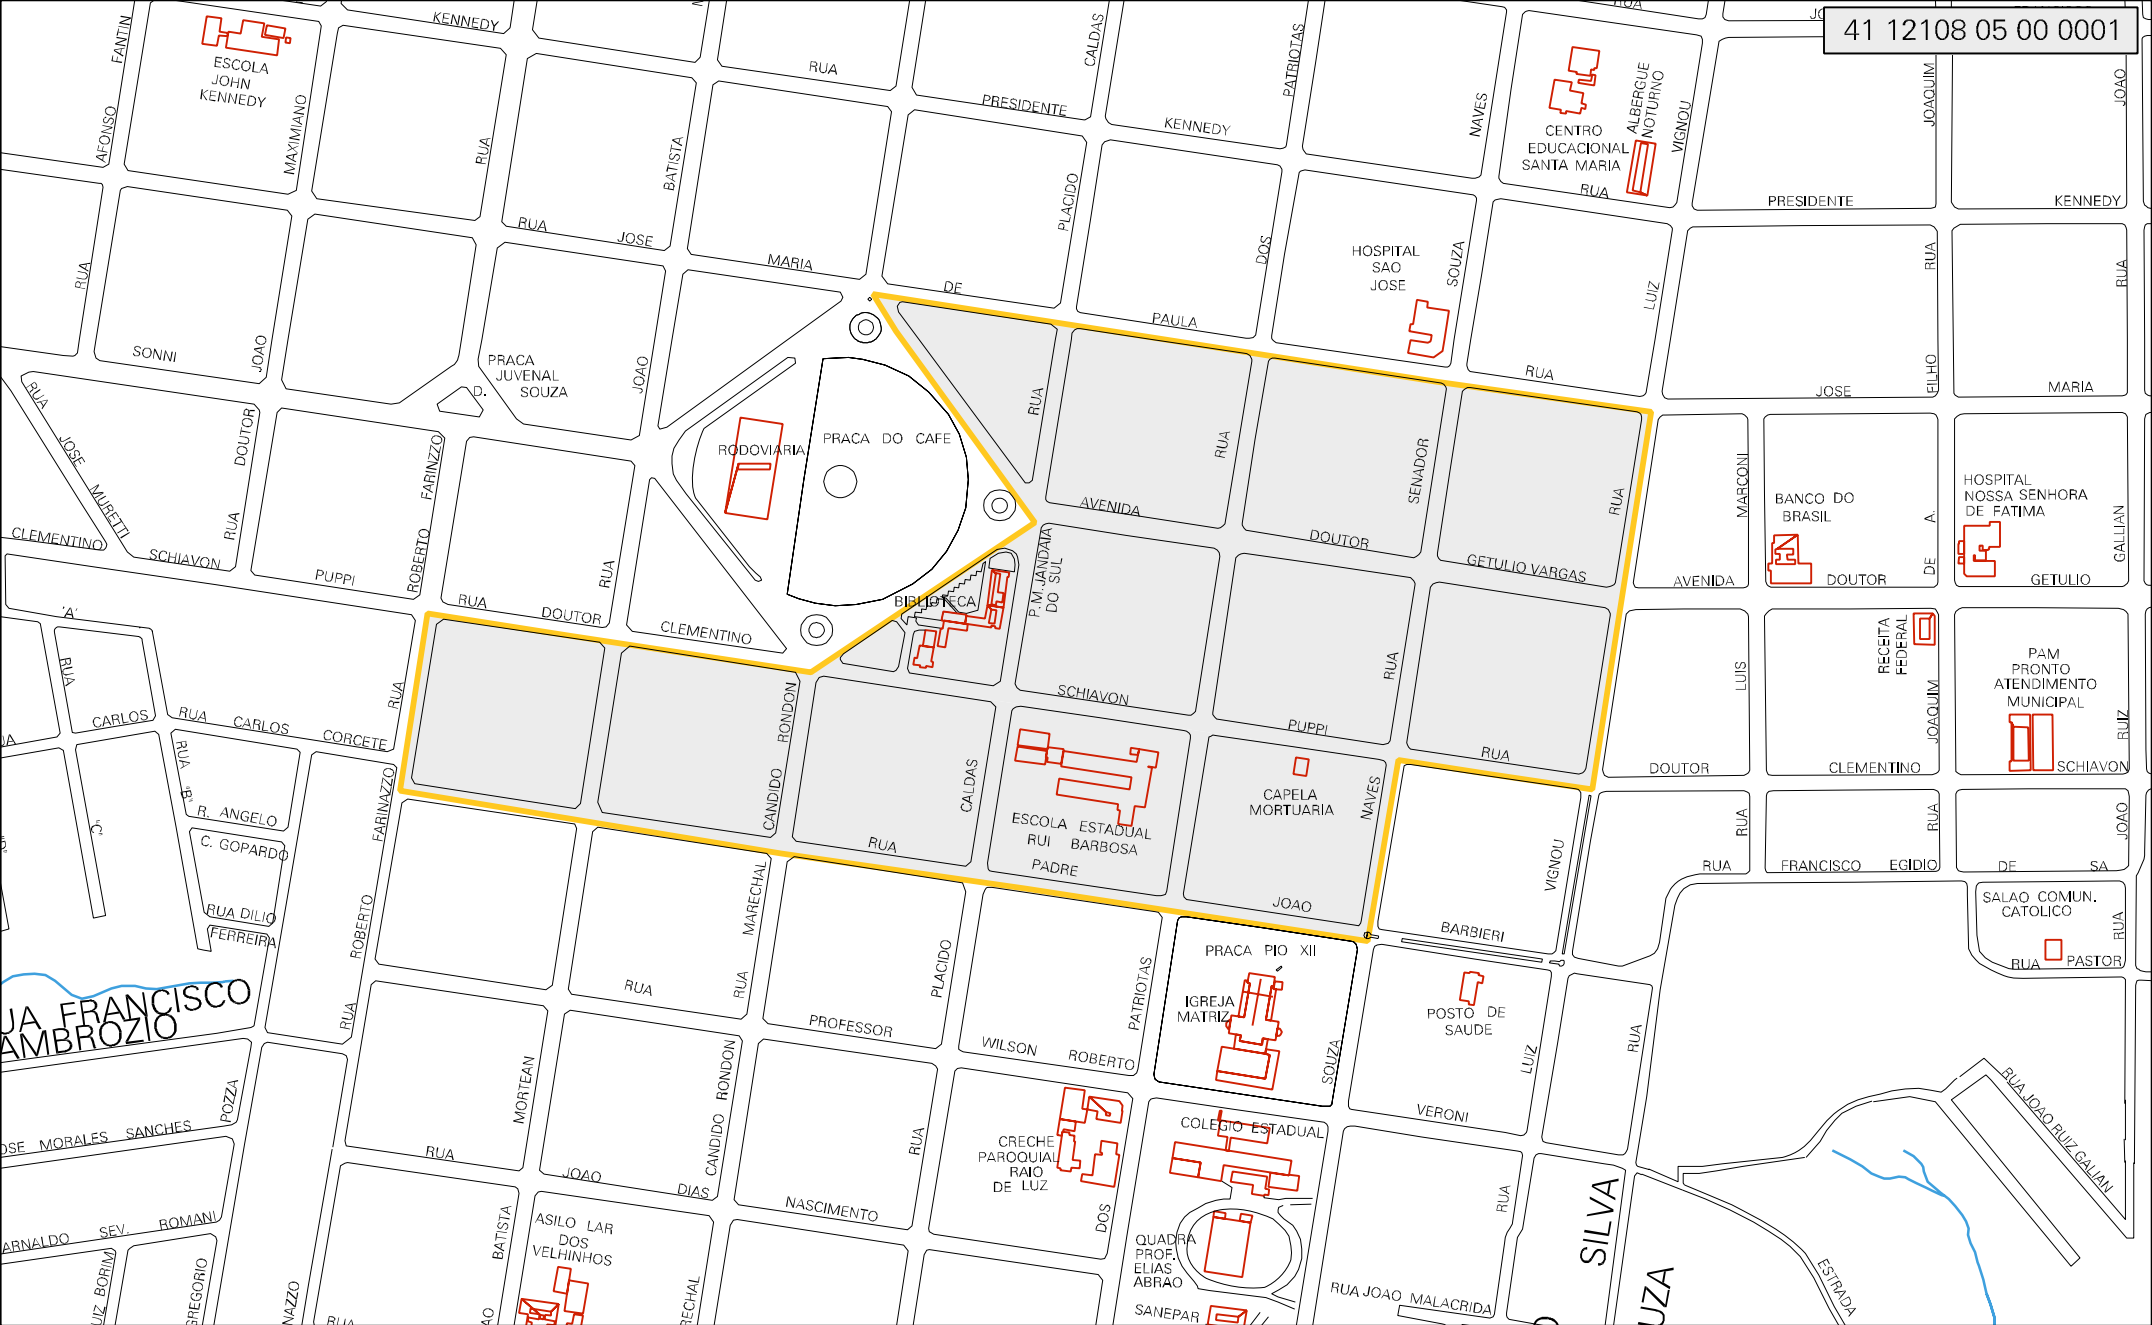 41 12108 05 00 0001
KENNEDY
FANTIN
AFONSO
ESCOLA
JOHN
KENNEDY
MAXIMIANO
RUA
BATISTA
RUA
CALDAS
PRESIDENTE
PATRIOTAS
KENNEDY
NAVES
CENTRO
EDUCACIONAL
SANTA MARIA
ALBERGUE
NOTURNO
VIGNOU
RUA
JOAQUIM
JOAO
PRESIDENTE
KENNEDY
RUA
SONNI
JOAO
RUA
JOSE
MARIA
DE
PLACIDO
PAULA
DOS
HOSPITAL
SAO
JOSE
SOUZA
RUA
LUIZ
RUA
RUA
JOSE
FILHO
MARIA
PRACA
JUVENAL
SOUZA
D.
JOAO
RUA
JOSE
MURETTI
DOUTOR
RUA
FARINZZO
ROBERTO
RODOVIARIA
PRACA DO CAFE
RUA
RUA
SENADOR
RUA
AVENIDA
DOUTOR
GETULIO VARGAS
MARCONI
BANCO DO
BRASIL
AVENIDA
DOUTOR
DE A.
HOSPITAL
NOSSA SENHORA
DE FATIMA
GALLIAN
GETULIO
CLEMENTINO
SCHIAVON
PUPPI
RUA
RUA
DOUTOR
CLEMENTINO
BIBLIOTECA
P.M.JANDAIA
DO SUL
'A'
RUA
CARLOS
RUA
CARLOS
CORCETE
RUA
RONDON
CANDIDO
SCHIAVON
PUPPI
RUA
RUA
LUIS
RECEITA
FEDERAL
PAM
PRONTO
ATENDIMENTO
MUNICIPAL
JOAQUIM
RUIZ
DOUTOR
CLEMENTINO
SCHIAVON
RUA
"B"
R. ANGELO
C. GOPARDO
"C"
RUA DILIO
FERREIRA
FARINAZZO
ROBERTO
RUA
CALDAS
RUA
ESCOLA ESTADUAL
RUI BARBOSA
PADRE
CAPELA
MORTUARIA
NAVES
JOAO
VIGNOU
BARBIERI
RUA
RUA
JOAO
RUA
FRANCISCO
EGIDIO
DE
SA
SALAO COMUN.
CATOLICO
RUA
RUA
PASTOR
RUA FRANCISCO
AMBROZIO
MARECHAL
RUA
RUA
PROFESSOR
PLACIDO
WILSON
ROBERTO
PATRIOTAS
PRACA PIO XII
IGREJA
MATRIZ
SOUZA
POSTO DE
SAUDE
LUIZ
RUA
VERONI
POZZA
MORALES SANCHES
MORTEAN
RUA
JOAO
DIAS
CANDIDO RONDON
NASCIMENTO
RUA
CRECHE
PAROQUIAL
RAIO
DE LUZ
DOS
COLEGIO ESTADUAL
RUA
SILVA
RUA JOAO RUIZ GALIAN
ARNALDO
SEV.
ROMANI
BORIM
GREGORIO
BATISTA
ASILO LAR
DOS
VELHINHOS
QUADRA
PROF.
ELIAS
ABRAO
SANEPAR
RUA JOAO MALACRIDA
ESTRADA